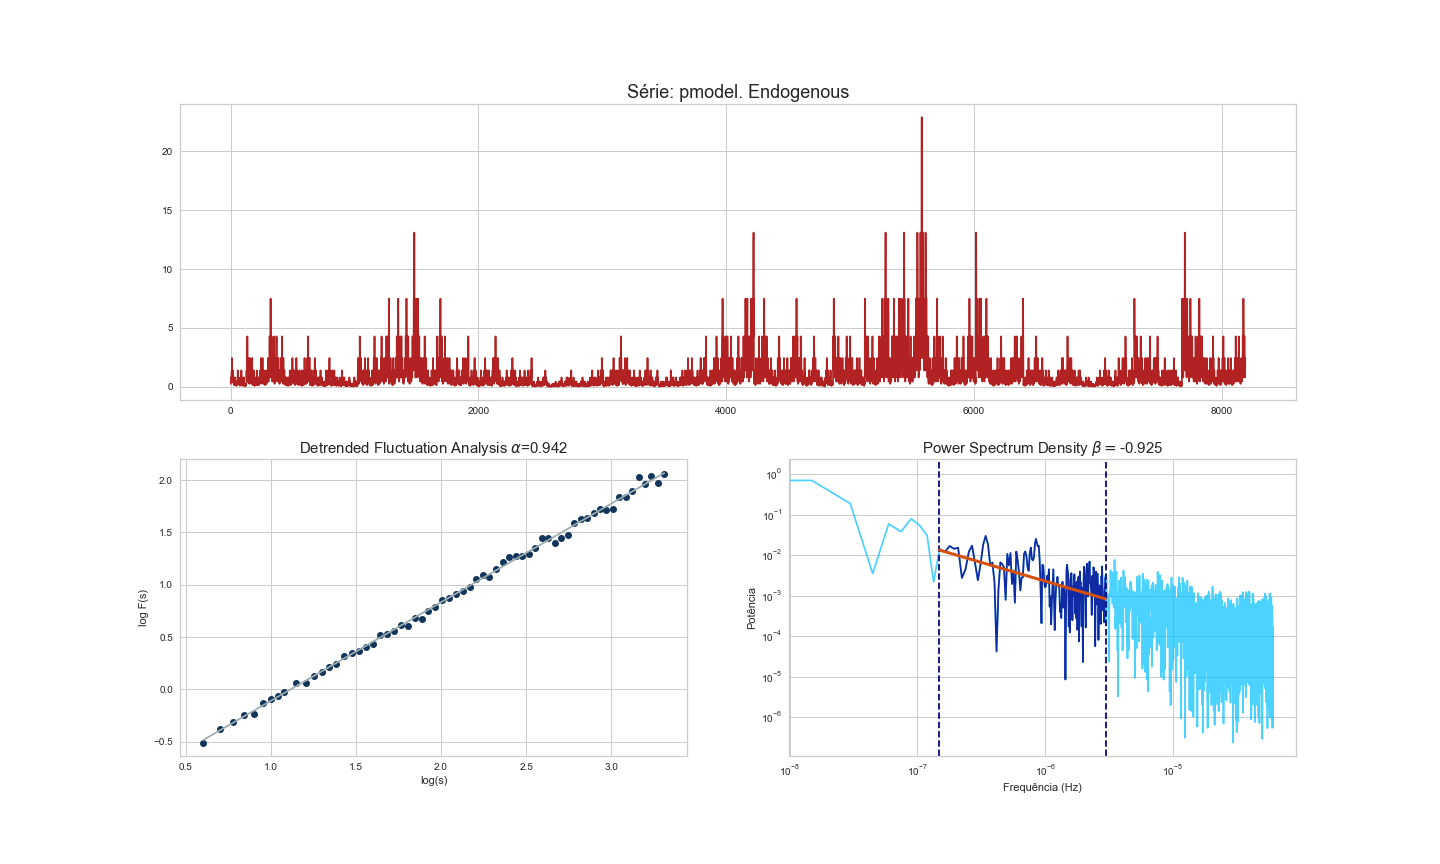 Série: pmodel. Endogenous
20
15
10
5
0
0 2000 4000 6000 8000
Detrended Fluctuation Analysis α=0.942
2.0
1.5
1.0
0.5
0.0
−0.5
log F(s)
0.5 1.0 1.5 2.0 2.5 3.0
log(s)
Power Spectrum Density β = -0.925
10⁰
10⁻¹
10⁻²
10⁻³
10⁻⁴
10⁻⁵
10⁻⁶
Potência
10⁻⁸ 10⁻⁷ 10⁻⁶ 10⁻⁵
Frequência (Hz)